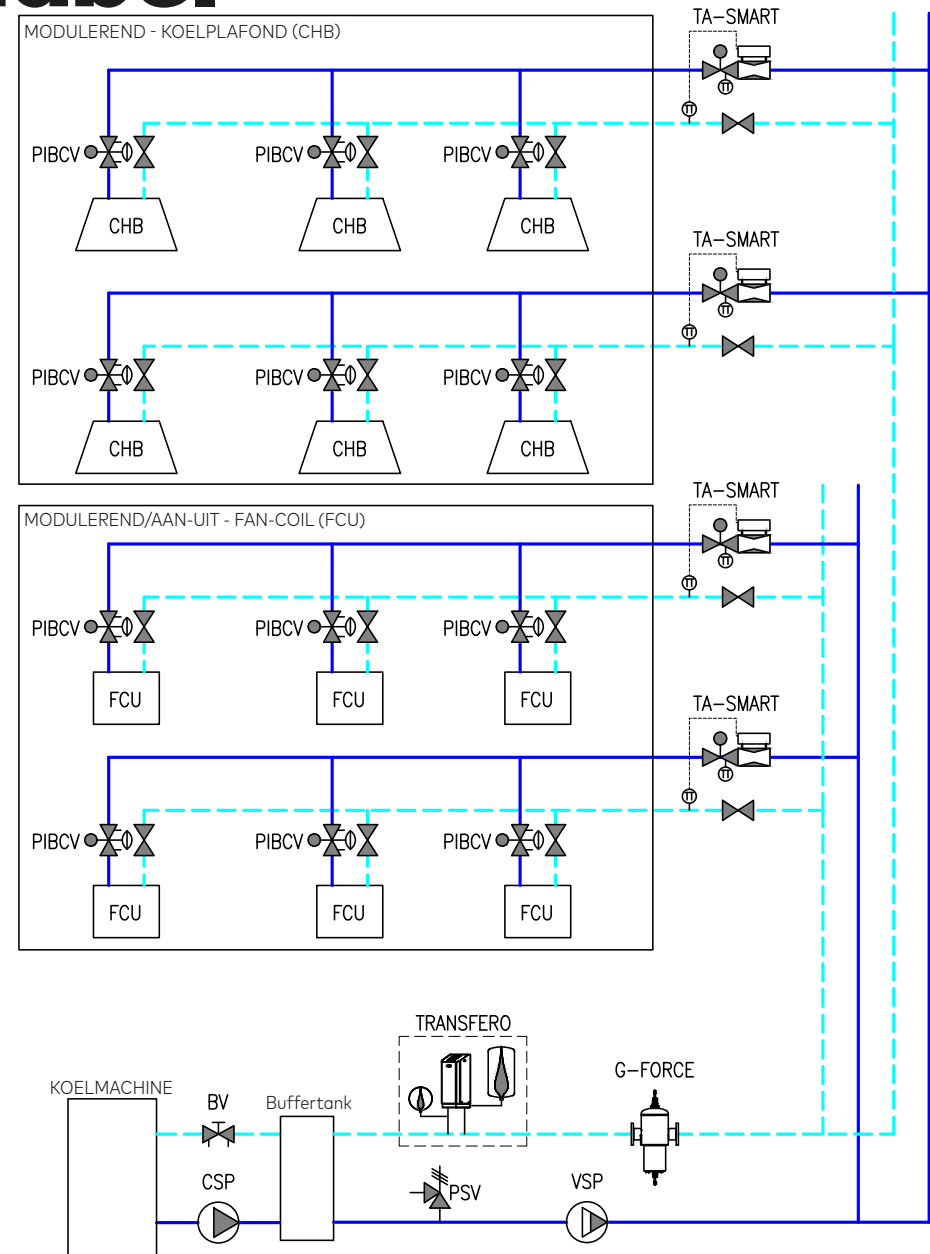 MODULEREND - KOELPLAFOND (CHB)
TA-SMART
PIBCV PIBCV PIBCV
CHB CHB CHB
TA-SMART
PIBCV PIBCV PIBCV
CHB CHB CHB
TA-SMART
MODULEREND/AAN-UIT - FAN-COIL (FCU)
PIBCV PIBCV PIBCV
FCU FCU FCU
TA-SMART
PIBCV PIBCV PIBCV
FCU FCU FCU
TRANSFERO
G-FORCE
KOELMACHINE
BV
Buffertank
CSP
PSV
VSP